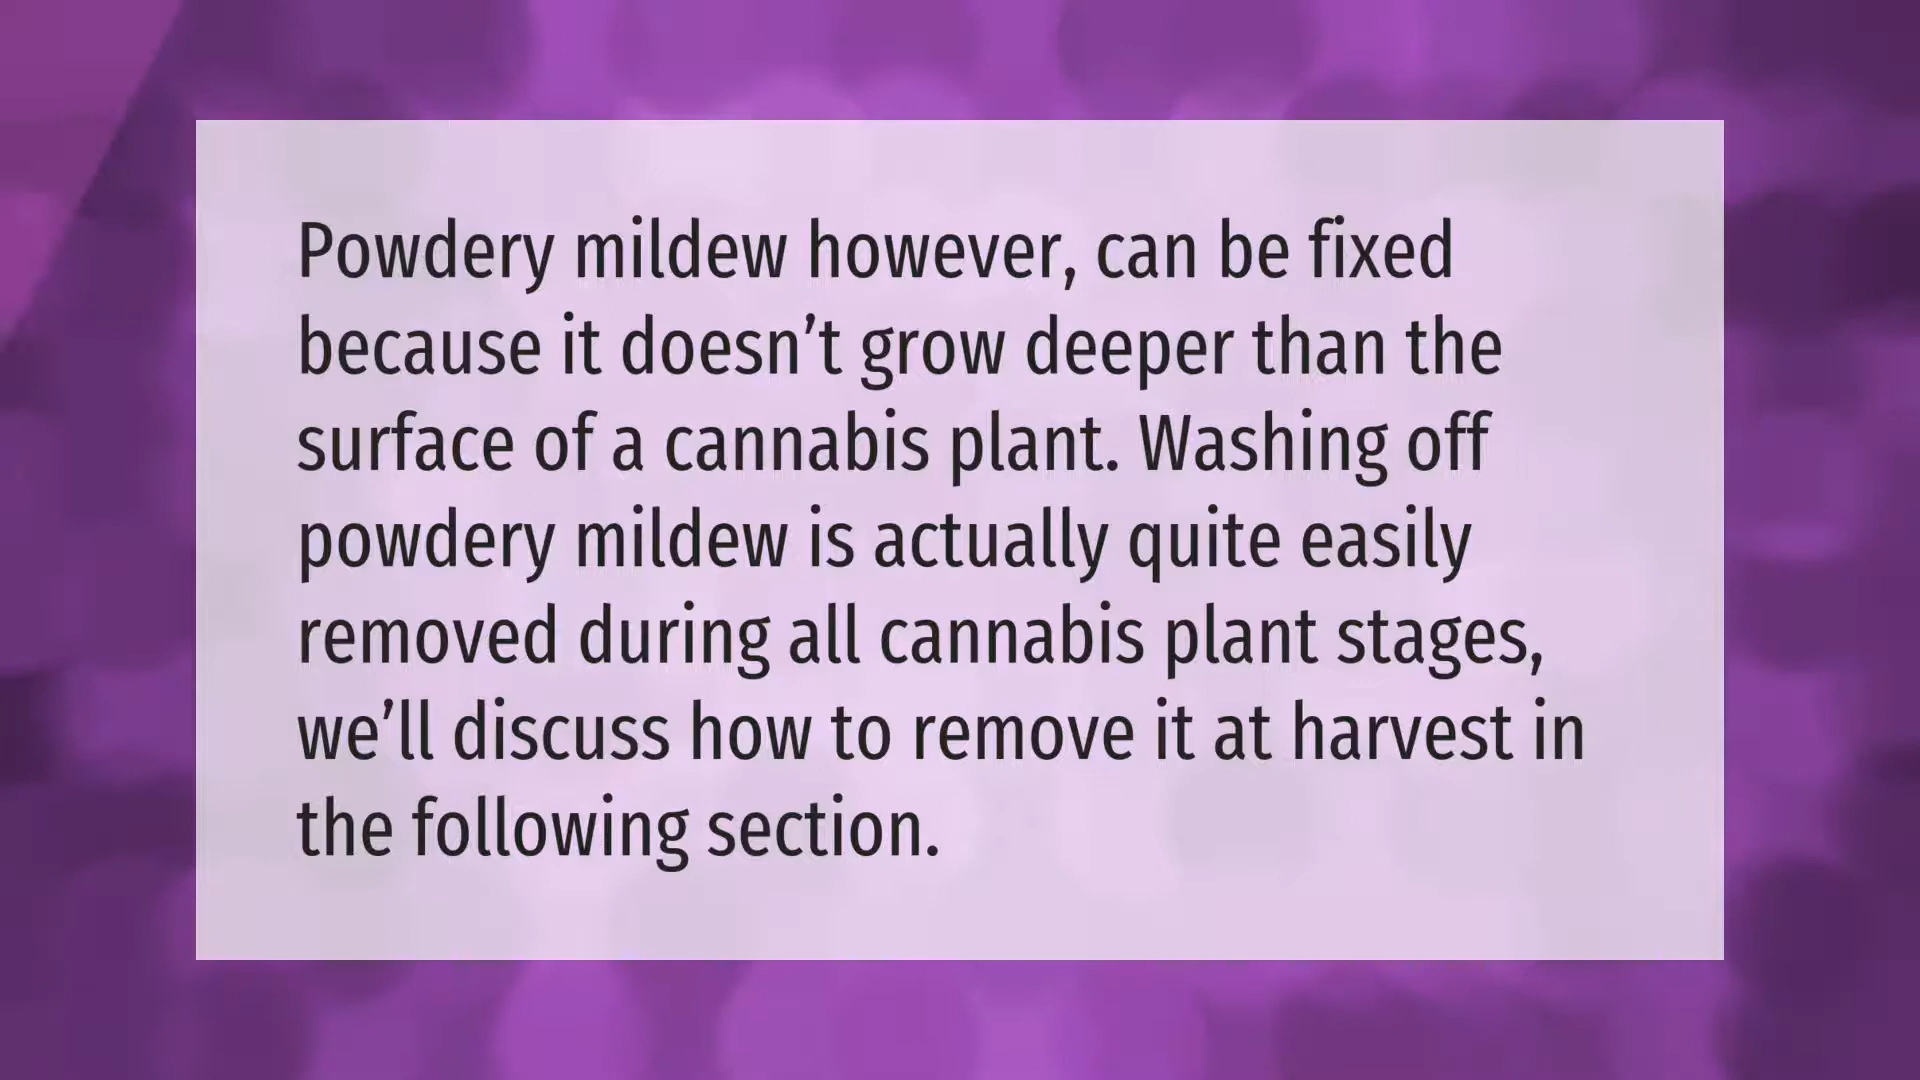 Powdery mildew however, can be fixed
because it doesn’t grow deeper than the
surface of a cannabis plant. Washing off
powdery mildew is actually quite easily
removed during all cannabis plant stages,
we’ll discuss how to remove it at harvest in
the following section.